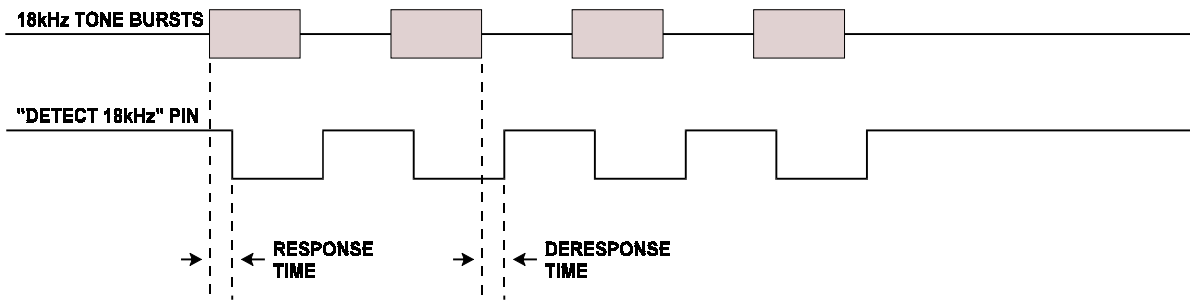 18kHz TONE BURSTS
"DETECT 18kHz" PIN
RESPONSE
TIME
DERESPONSE
TIME